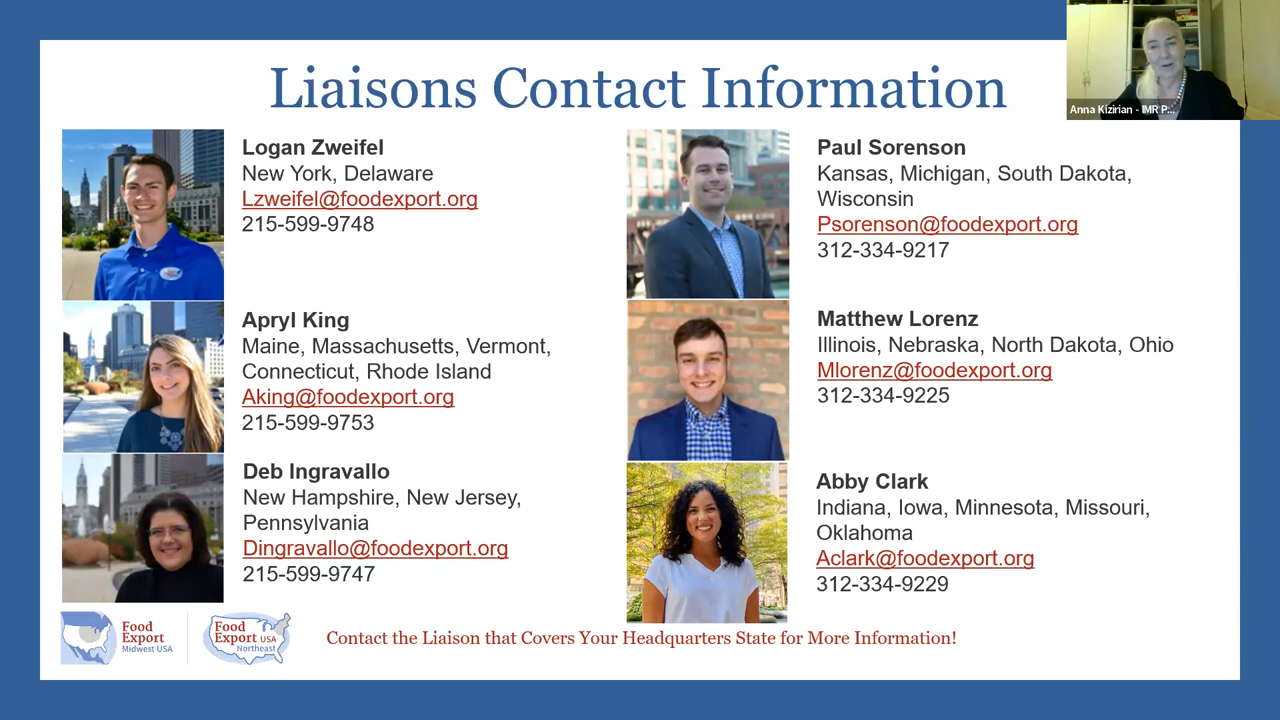 Liaisons Contact Information
Anna Kizirian - IMR P...
Logan Zweifel
New York, Delaware
Lzweifel@foodexport.org
215-599-9748
Apryl King
Maine, Massachusetts, Vermont,
Connecticut, Rhode Island
Aking@foodexport.org
215-599-9753
Deb Ingravallo
New Hampshire, New Jersey,
Pennsylvania
Dingravallo@foodexport.org
215-599-9747
Paul Sorenson
Kansas, Michigan, South Dakota,
Wisconsin
Psorenson@foodexport.org
312-334-9217
Matthew Lorenz
Illinois, Nebraska, North Dakota, Ohio
Mlorenz@foodexport.org
312-334-9225
Abby Clark
Indiana, Iowa, Minnesota, Missouri,
Oklahoma
Aclark@foodexport.org
312-334-9229
Food
Export
Midwest USA
Food
Export USA
Northeast
Contact the Liaison that Covers Your Headquarters State for More Information!